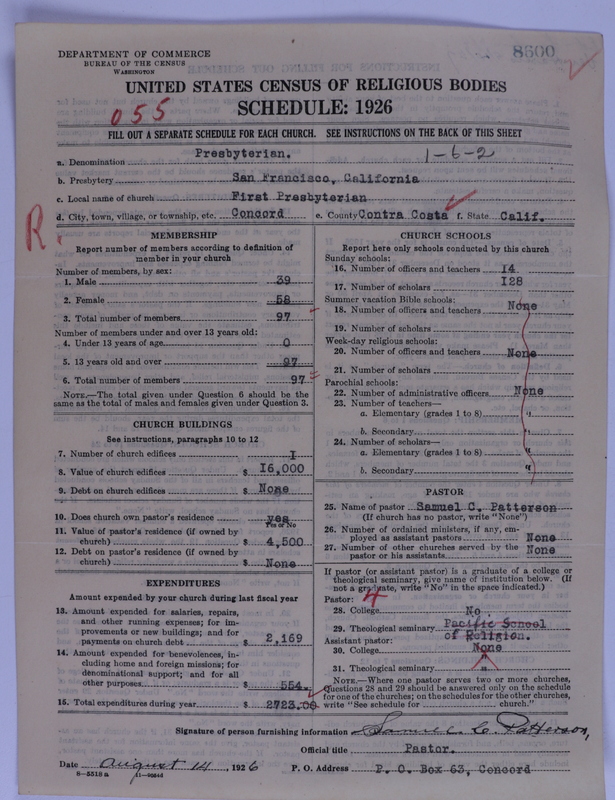 8600
DEPARTMENT OF COMMERCE
BUREAU OF THE CENSUS
WASHINGTON
UNITED STATES CENSUS OF RELIGIOUS BODIES
SCHEDULE: 1926
055
FILL OUT A SEPARATE SCHEDULE FOR EACH CHURCH. SEE INSTRUCTIONS ON THE BACK OF THIS SHEET
a. Denomination Presbyterian. 1-6-2
b. Presbytery San Francisco, California
c. Local name of church First Presbyterian
d. City, town, village, or township, etc. Concord e. County Contra Costa f. State Calif.
R.
MEMBERSHIP
Report number of members according to definition of member in your church
Number of members, by sex:
1. Male 39
2. Female 58
3. Total number of members 97
Number of members under and over 13 years old:
4. Under 13 years of age 0
5. 13 years old and over 97
6. Total number of members 97
NOTE.—The total given under Question 6 should be
same as the total of males and females given under Question 3.
CHURCH BUILDINGS
See instructions, paragraphs 10 to 12
7. Number of church edifices 1
8. Value of church edifices $ 16,000
9. Debt on church edifices $ None
10. Does church own pastor's residence yes
Yes or No
11. Value of pastor's residence (if owned by
church) $ 4,500
12. Debt on pastor's residence (if owned by
church) $ None
EXPENDITURES
Amount expended by your church during last fiscal year
13. Amount expended for salaries, repairs,
and other running expenses; for im-
provements or new buildings; and for
payments on church debt $ 2,169
14. Amount expended for benevolences, in-
cluding home and foreign missions; for
denominational support; and for all
other purposes $ 554.
15. Total expenditures during year $ 2723.00
CHURCH SCHOOLS
Report here only schools conducted by this church
Sunday schools:
16. Number of officers and teachers 14
17. Number of scholars 128
Summer vacation Bible schools:
18. Number of officers and teachers None
19. Number of scholars
Week-day religious schools:
20. Number of officers and teachers None
21. Number of scholars
Parochial schools:
22. Number of administrative officers None
23. Number of teachers—
a. Elementary (grades 1 to 8) "
b. Secondary "
24. Number of scholars—
a. Elementary (grades 1 to 8) "
b. Secondary "
PASTOR
25. Name of pastor Samuel C. Patterson
(If church has no pastor, write "None")
26. Number of ordained ministers, if any, em-
ployed as assistant pastors None
27. Number of other churches served by the
pastor or his assistants None
If pastor (or assistant pastor) is a graduate of a college or
theological seminary, give name of institution below. (If
not a graduate, write "No" in the space indicated.)
Pastor: 4
28. College No
29. Theological seminary Pacific School
of Religion.
Assistant pastor:
30. College None
31. Theological seminary "
NOTE.—Where one pastor serves two or more churches,
Questions 28 and 29 should be answered only on the schedule
for one of the churches; on the schedules for the other churches,
write "See schedule for church."
Signature of person furnishing information Samuel C. Patterson,
Official title Pastor.
Date August 14, 1926 P. O. Address P. O. Box 63, Concord
8-5518a